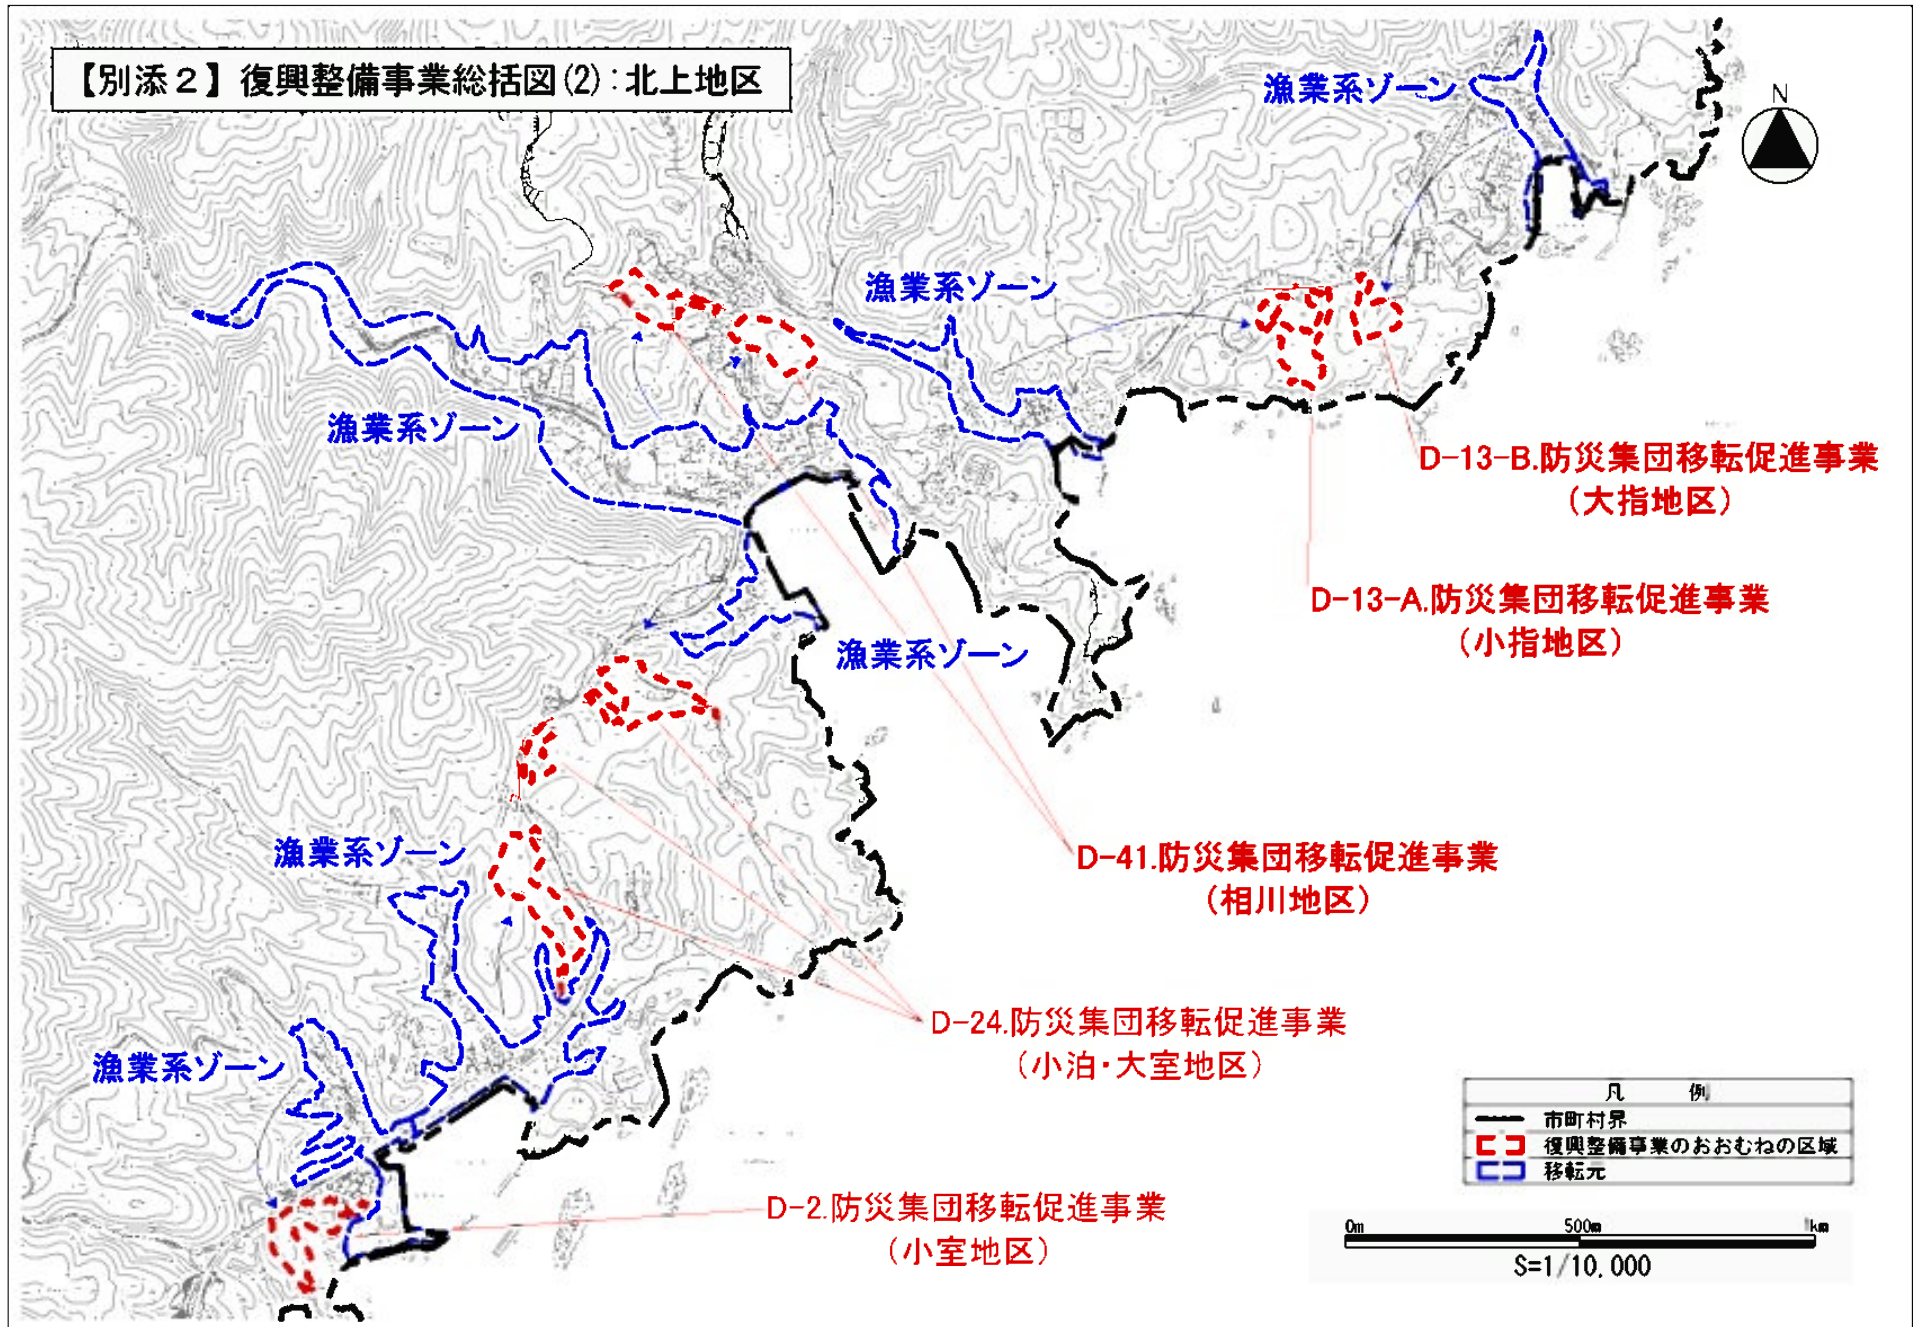 【別添２】復興整備事業総括図(2):北上地区
漁業系ゾーン
N
漁業系ゾーン
漁業系ゾーン
D-13-B.防災集団移転促進事業
(大指地区)
D-13-A.防災集団移転促進事業
(小指地区)
漁業系ゾーン
漁業系ゾーン
D-41.防災集団移転促進事業
(相川地区)
D-24.防災集団移転促進事業
(小泊・大室地区)
漁業系ゾーン
D-2.防災集団移転促進事業
(小室地区)
凡 例
市町村界
復興整備事業のおおむねの区域
移転元
0m 500m 1km
S=1/10,000